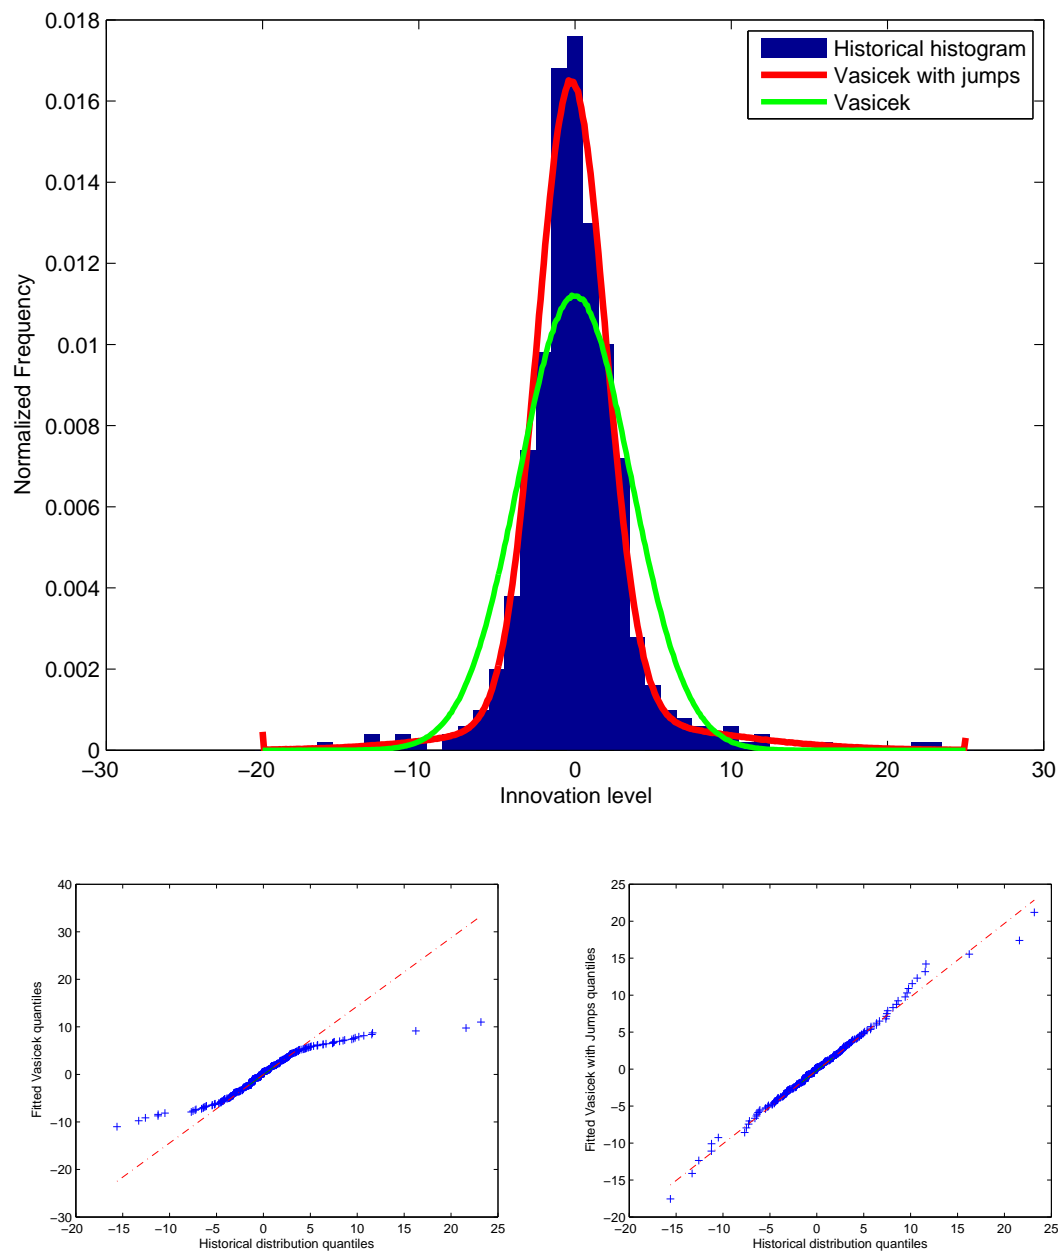 0.018
0.016
0.014
0.012
0.01
0.008
0.006
0.004
0.002
0
Normalized Frequency
Historical histogram
Vasicek with jumps
Vasicek
−30 −20 −10 0 10 20 30
Innovation level
40
30
20
10
0
−10
−20
−30
Fitted Vasicek quantiles
−20 −15 −10 −5 0 5 10 15 20 25
Historical distribution quantiles
25
20
15
10
5
0
−5
−10
−15
−20
Fitted Vasicek with Jumps quantiles
−20 −15 −10 −5 0 5 10 15 20 25
Historical distribution quantiles